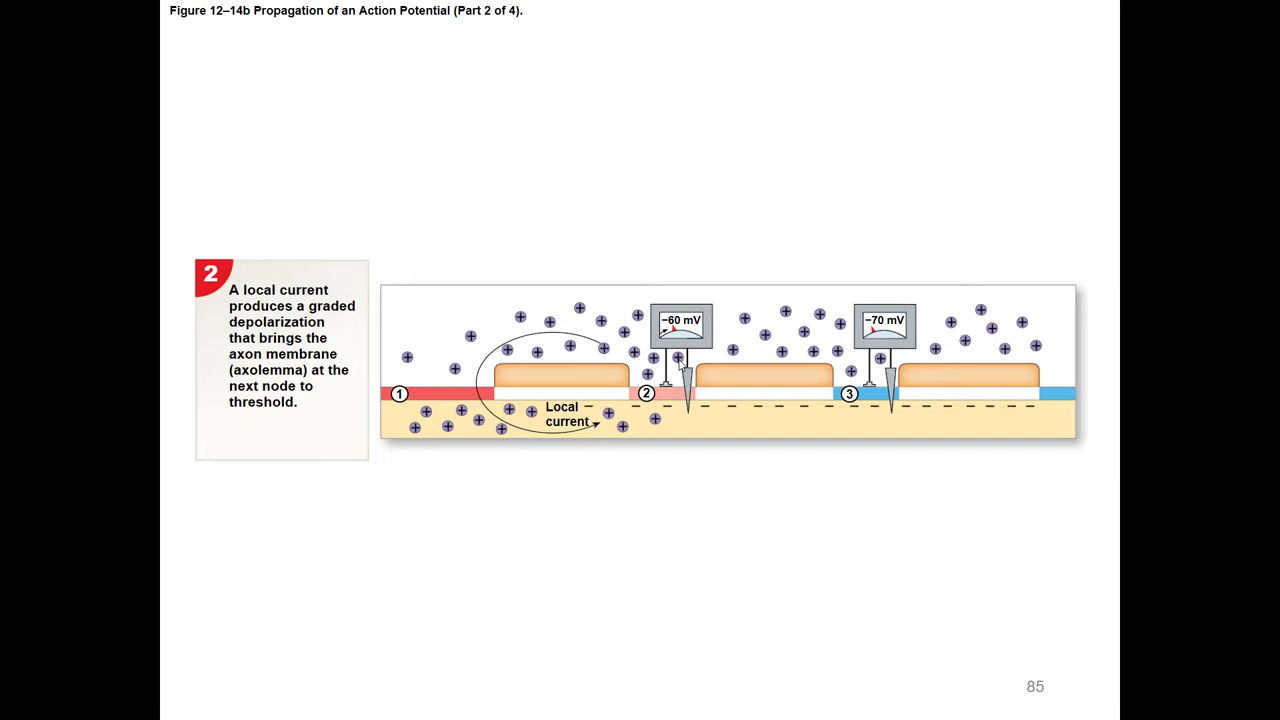 Figure 12–14b Propagation of an Action Potential (Part 2 of 4).
2
A local current
produces a graded
depolarization
that brings the
axon membrane
(axolemma) at the
next node to
threshold.
−60 mV
−70 mV
1
2
3
Local
current
85